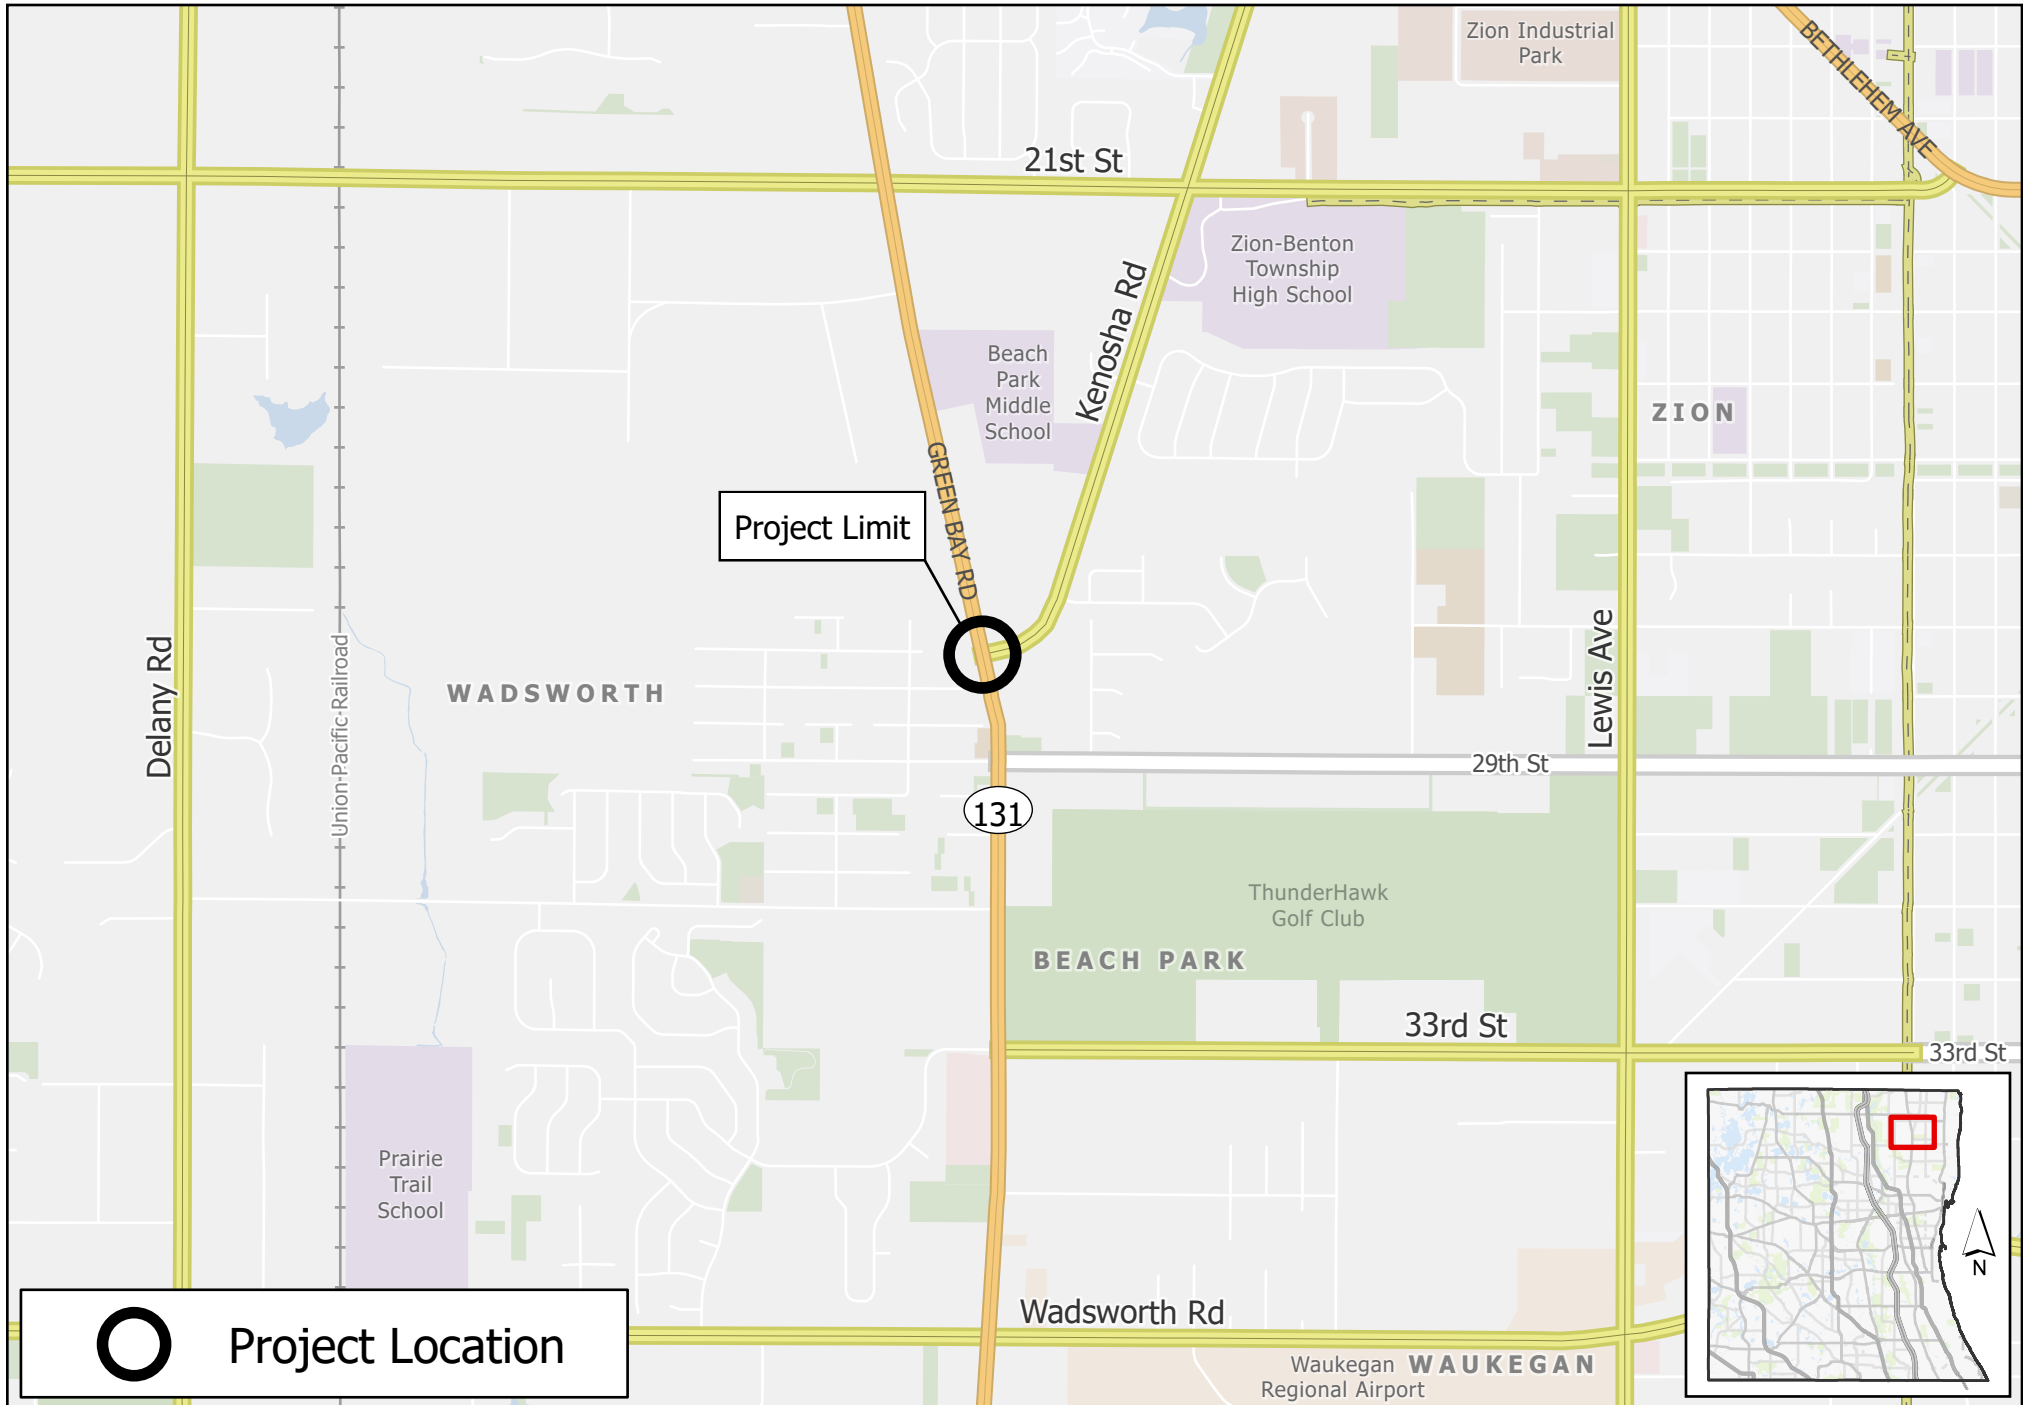 Zion Industrial
Park
BETHLEHEM AVE
21st St
Zion-Benton
Township
High School
Kenosha Rd
Beach
Park
Middle
School
ZION
GREEN BAY RD
Project Limit
Delany Rd
Union Pacific Railroad
WADSWORTH
Lewis Ave
29th St
131
ThunderHawk
Golf Club
BEACH PARK
33rd St
33rd St
Prairie
Trail
School
N
Wadsworth Rd
Project Location
Waukegan
Regional Airport
WAUKEGAN